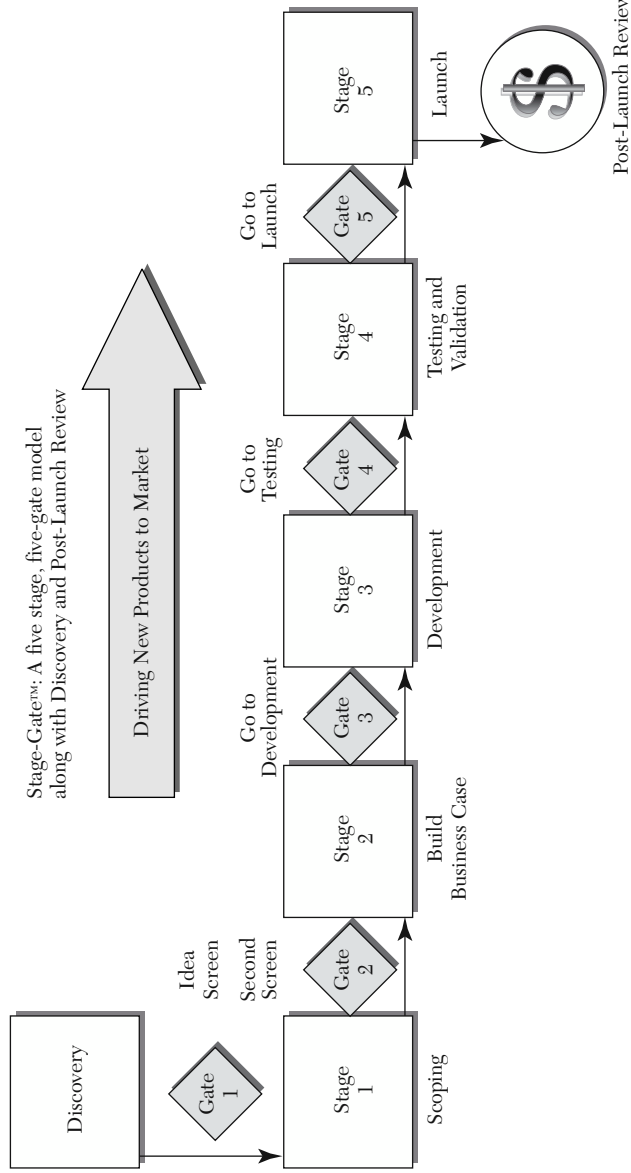 Stage-Gate™: A five stage, five-gate model
along with Discovery and Post-Launch Review
Driving New Products to Market
Discovery
Gate
1
Idea
Screen
Stage
1
Scoping
Second
Screen
Gate
2
Stage
2
Build
Business Case
Go to
Development
Gate
3
Stage
3
Development
Go to
Testing
Gate
4
Stage
4
Testing and
Validation
Go to
Launch
Gate
5
Stage
5
Launch
$
Post-Launch Review